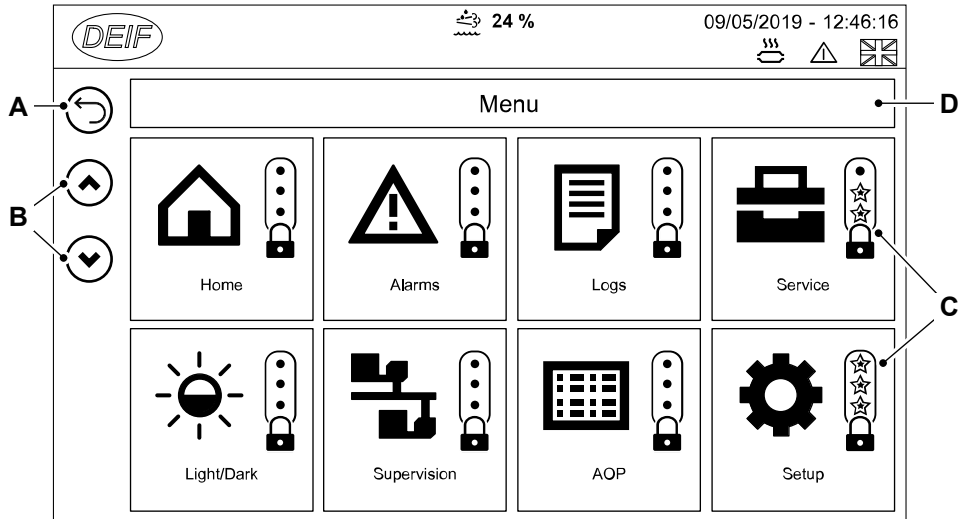 DEIF
24 %
09/05/2019 - 12:46:16
A
Menu
D
B
Home
Alarms
Logs
Service
C
Light/Dark
Supervision
AOP
Setup